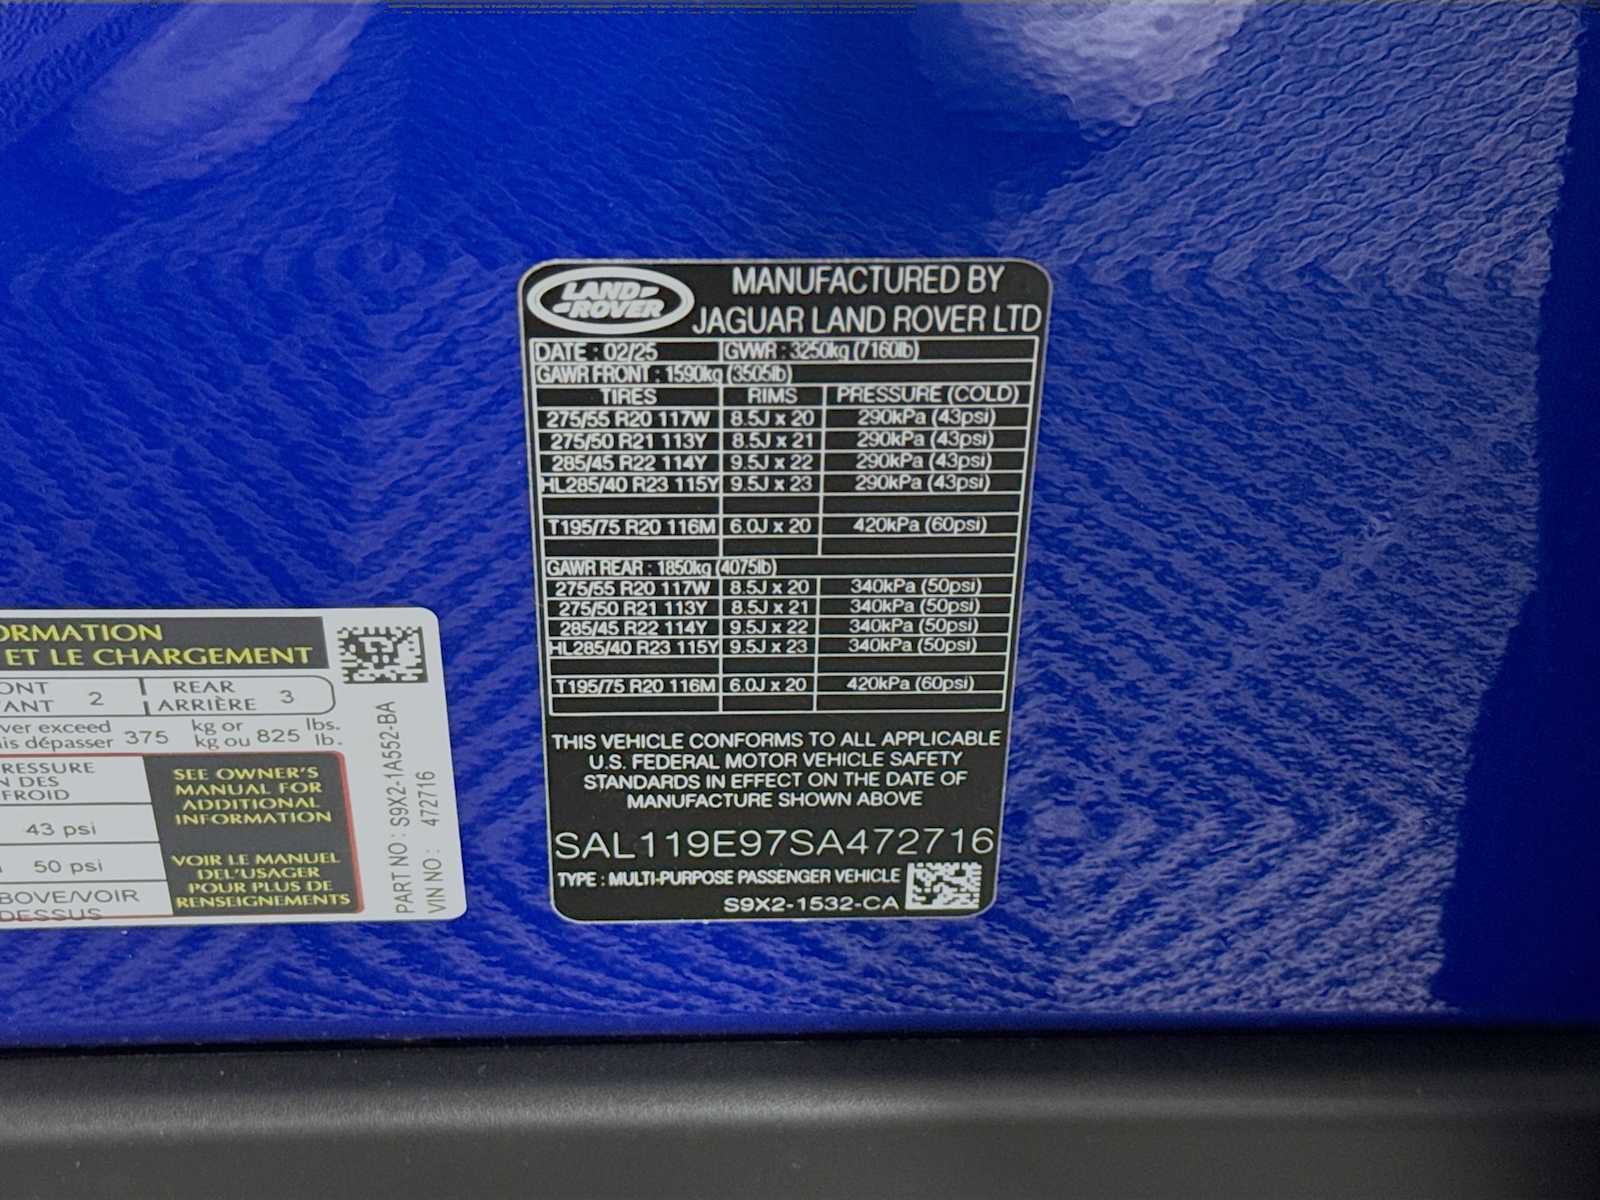 ORMATION
ET LE CHARGEMENT
ONT
ANT 2
REAR
ARRIÈRE 3
ver exceed
is dépasser 375 kg or
kg ou 825 lbs.
lb.
RESSURE
N DES
FROID
43 psi
50 psi
BOVE/VOIR
DESSUS
SEE OWNER'S
MANUAL FOR
ADDITIONAL
INFORMATION
VOIR LE MANUEL
DEL'USAGER
POUR PLUS DE
RENSEIGNEMENTS
PART NO : S9X2-1A552-BA
VIN NO : 472716
LAND
ROVER
MANUFACTURED BY
JAGUAR LAND ROVER LTD
DATE : 02/25 GVWR : 3250kg (7160lb)
GAWR FRONT : 1590kg (3505lb)
TIRES RIMS PRESSURE (COLD)
275/55 R20 117W 8.5J x 20 290kPa (43psi)
275/50 R21 113Y 8.5J x 21 290kPa (43psi)
285/45 R22 114Y 9.5J x 22 290kPa (43psi)
HL285/40 R23 115Y 9.5J x 23 290kPa (43psi)
T195/75 R20 116M 6.0J x 20 420kPa (60psi)
GAWR REAR : 1850kg (4075lb)
275/55 R20 117W 8.5J x 20 340kPa (50psi)
275/50 R21 113Y 8.5J x 21 340kPa (50psi)
285/45 R22 114Y 9.5J x 22 340kPa (50psi)
HL285/40 R23 115Y 9.5J x 23 340kPa (50psi)
T195/75 R20 116M 6.0J x 20 420kPa (60psi)
THIS VEHICLE CONFORMS TO ALL APPLICABLE
U.S. FEDERAL MOTOR VEHICLE SAFETY
STANDARDS IN EFFECT ON THE DATE OF
MANUFACTURE SHOWN ABOVE
SAL119E97SA472716
TYPE : MULTI-PURPOSE PASSENGER VEHICLE
S9X2-1532-CA